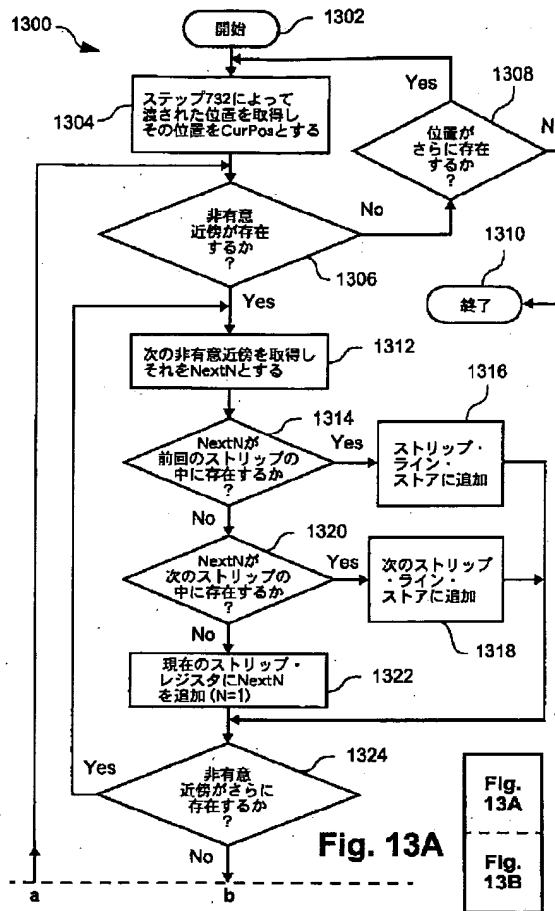 1300
開始
1302
ステップ732によって
渡された位置を取得し
その位置をCurPosとする
1304
Yes
1308
位置が
さらに存在
するか
?
N
非有意
近傍が存在
するか
?
No
1306
1310
終了
Yes
次の非有意近傍を取得し
それをNextNとする
1312
1314
NextNが
前回のストリップの
中に存在するか
?
Yes
1316
ストリップ・
ライン・
ストアに追加
No
1320
NextNが
次のストリップの
中に存在するか
?
Yes
次のストリップ
・ライン・
ストアに追加
1318
No
現在のストリップ・
レジスタにNextN
を追加(N=1)
1322
1324
Yes
非有意
近傍がさらに
存在するか
?
No
Fig. 13A
Fig.
13A
Fig.
13B
a
b